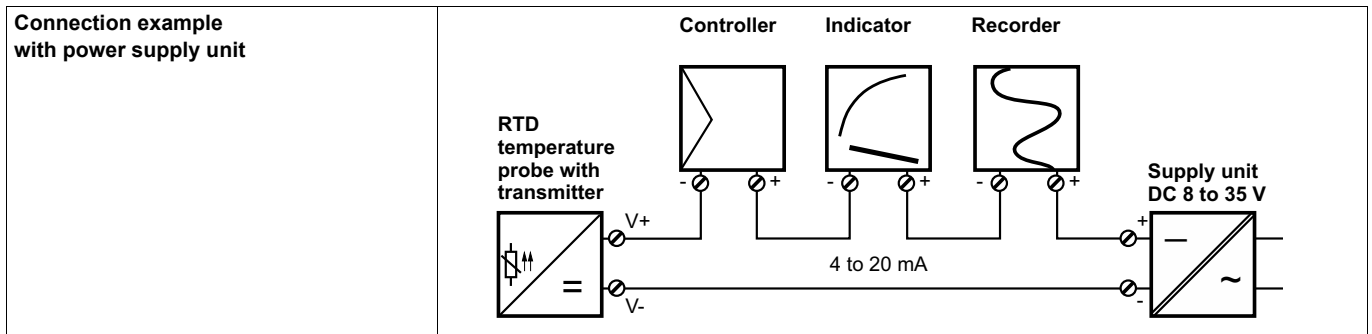 Connection example
with power supply unit
Controller
Indicator
Recorder
RTD
temperature
probe with
transmitter
- +
- +
- +
Supply unit
DC 8 to 35 V
V+
+
4 to 20 mA
V-
-
=
~